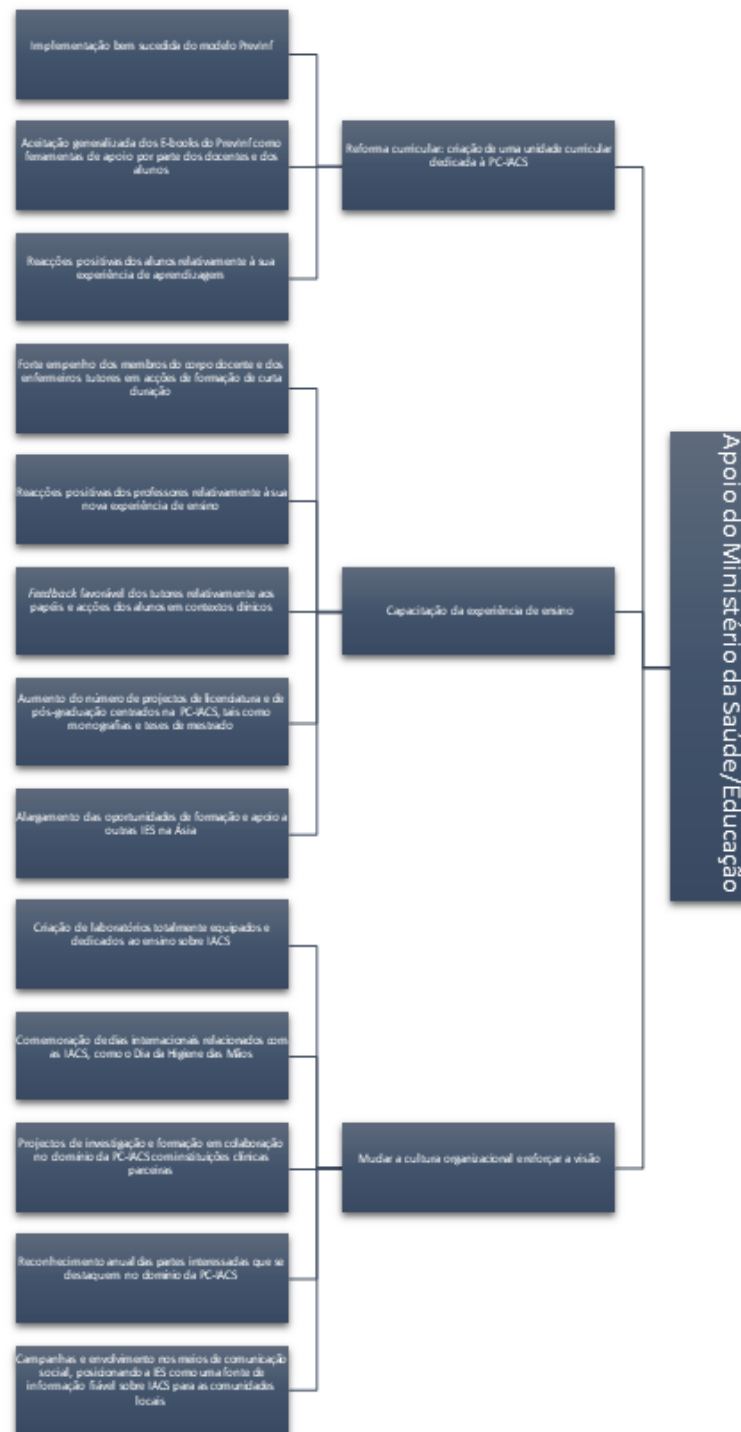 Implementação bem sucedida do modelo PrevInf
Aceitação generalizada dos E-books do PrevInf como
ferramentas de apoio por parte dos docentes e dos
alunos
Reacções positivas dos alunos relativamente à sua
experiência de aprendizagem
Reforma curricular: criação de uma unidade curricular
dedicada à PC-IACS
Forte empenho dos membros do corpo docente e dos
enfermeiros tutores em acções de formação de curta
duração
Reacções positivas dos professores relativamente à sua
nova experiência de ensino
Feedback favorável dos tutores relativamente aos
papéis e acções dos alunos em contextos clínicos
Aumento do número de projectos de licenciatura e de
pós-graduação centrados na PC-IACS, tais como
monografias e teses de mestrado
Alargamento das oportunidades de formação e apoio a
outras IES na Ásia
Capacitação da experiência de ensino
Criação de laboratórios totalmente equipados e
dedicados ao ensino sobre IACS
Comemoração de dias internacionais relacionados com
as IACS, como o Dia da Higiene das Mãos
Projectos de investigação e formação em colaboração
no domínio da PC-IACS com instituições clínicas
parceiras
Reconhecimento anual das partes interessadas que se
destaquem no domínio da PC-IACS
Campanhas e envolvimento nos meios de comunicação
social, posicionando a IES como uma fonte de
informação fiável sobre IACS para as comunidades
locais
Mudar a cultura organizacional e reforçar a visão
Apoio do Ministério da Saúde/Educação